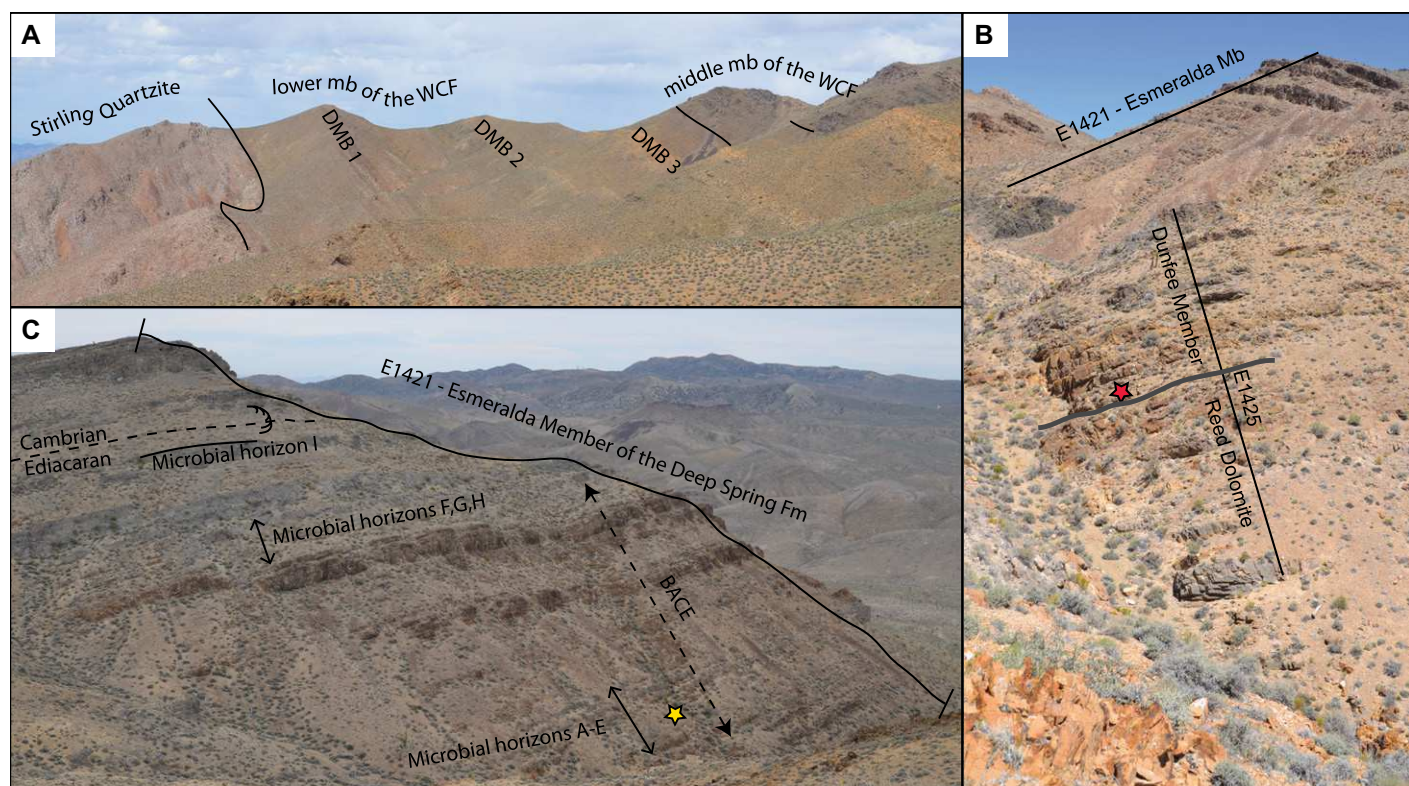 A
Stirling Quartzite
lower mb of the WCF
middle mb of the WCF
DMB 1
DMB 2
DMB 3
B
E1421 - Esmeralda Mb
Dunfee Member
E1425
Reed Dolomite
C
E1421 - Esmeralda Member of the Deep Spring Fm
Cambrian
Ediacaran
Microbial horizon I
Microbial horizons F,G,H
BACE
Microbial horizons A-E